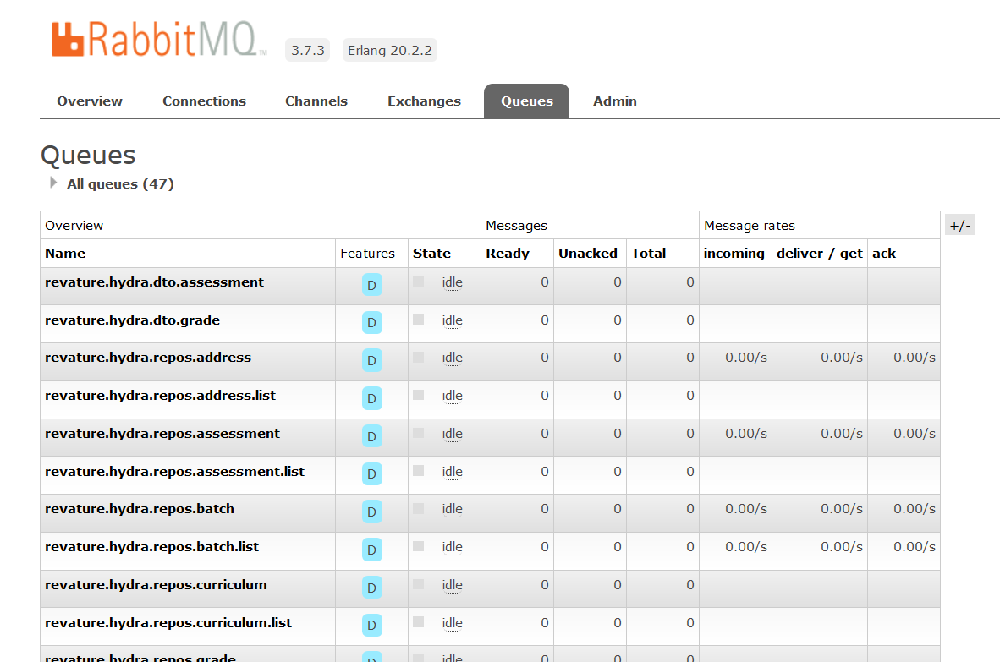 RabbitMQ™ 3.7.3 Erlang 20.2.2
Overview Connections Channels Exchanges Queues Admin
Queues
All queues (47)
Overview Messages Message rates +/-
Name Features State Ready Unacked Total incoming deliver / get ack
revature.hydra.dto.assessment D idle 0 0 0
revature.hydra.dto.grade D idle 0 0 0
revature.hydra.repos.address D idle 0 0 0 0.00/s 0.00/s 0.00/s
revature.hydra.repos.address.list D idle 0 0 0
revature.hydra.repos.assessment D idle 0 0 0 0.00/s 0.00/s 0.00/s
revature.hydra.repos.assessment.list D idle 0 0 0
revature.hydra.repos.batch D idle 0 0 0 0.00/s 0.00/s 0.00/s
revature.hydra.repos.batch.list D idle 0 0 0 0.00/s 0.00/s 0.00/s
revature.hydra.repos.curriculum D idle 0 0 0
revature.hydra.repos.curriculum.list D idle 0 0 0
revature.hydra.repos.grade D idle 0 0 0